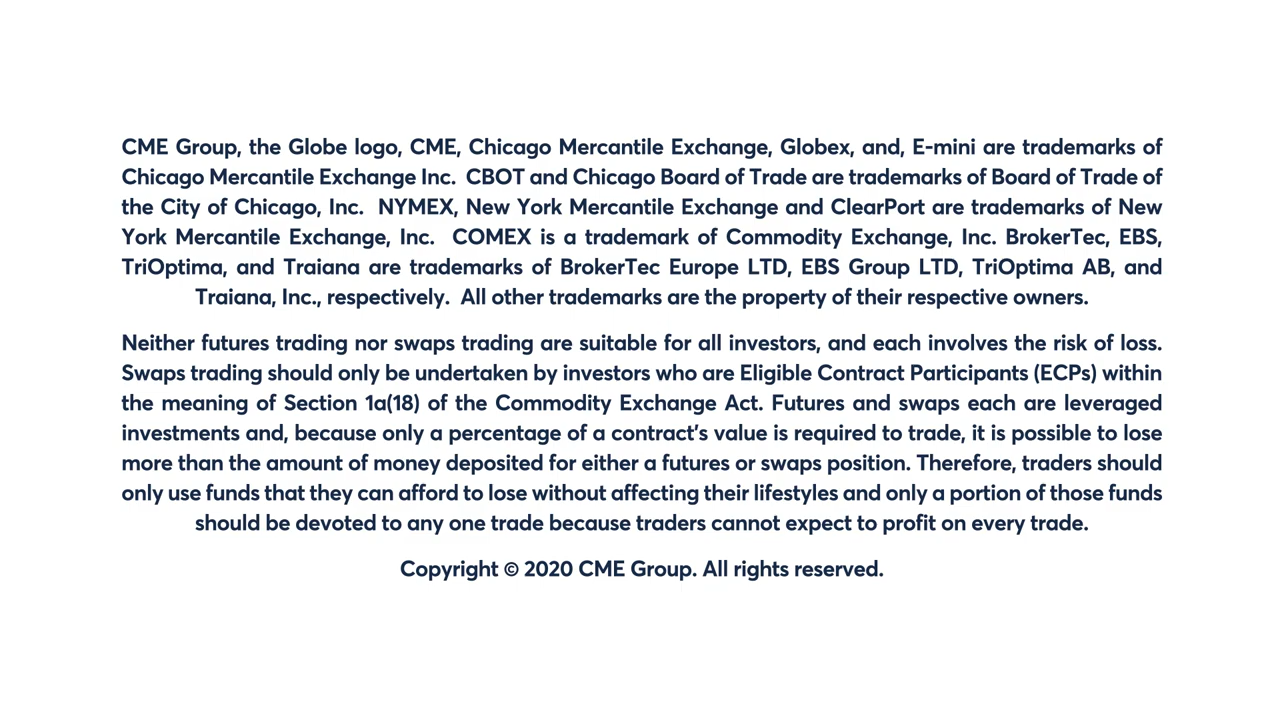 CME Group, the Globe logo, CME, Chicago Mercantile Exchange, Globex, and, E-mini are trademarks of
Chicago Mercantile Exchange Inc.  CBOT and Chicago Board of Trade are trademarks of Board of Trade of
the City of Chicago, Inc.  NYMEX, New York Mercantile Exchange and ClearPort are trademarks of New
York Mercantile Exchange, Inc.  COMEX is a trademark of Commodity Exchange, Inc. BrokerTec, EBS,
TriOptima, and Traiana are trademarks of BrokerTec Europe LTD, EBS Group LTD, TriOptima AB, and
Traiana, Inc., respectively.  All other trademarks are the property of their respective owners.
Neither futures trading nor swaps trading are suitable for all investors, and each involves the risk of loss.
Swaps trading should only be undertaken by investors who are Eligible Contract Participants (ECPs) within
the meaning of Section 1a(18) of the Commodity Exchange Act. Futures and swaps each are leveraged
investments and, because only a percentage of a contract's value is required to trade, it is possible to lose
more than the amount of money deposited for either a futures or swaps position. Therefore, traders should
only use funds that they can afford to lose without affecting their lifestyles and only a portion of those funds
should be devoted to any one trade because traders cannot expect to profit on every trade.
Copyright © 2020 CME Group. All rights reserved.